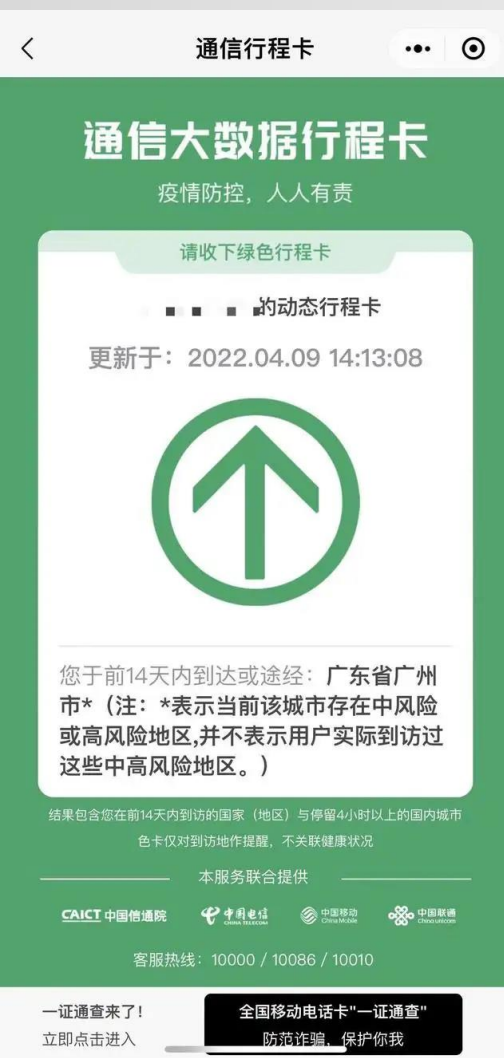 通信行程卡
通信大数据行程卡
疫情防控，人人有责
请收下绿色行程卡
的动态行程卡
更新于：2022.04.09 14:13:08
您于前14天内到达或途经：广东省广州
市*（注：*表示当前该城市存在中风险
或高风险地区,并不表示用户实际到访过
这些中高风险地区。）
结果包含您在前14天内到访的国家（地区）与停留4小时以上的国内城市
色卡仅对到访地作提醒，不关联健康状况
本服务联合提供
CAICT 中国信通院 中国电信 CHINA TELECOM 中国移动 China Mobile 中国联通 China unicom
客服热线：10000 / 10086 / 10010
一证通查来了！ 全国移动电话卡"一证通查"
立即点击进入 防范诈骗，保护你我